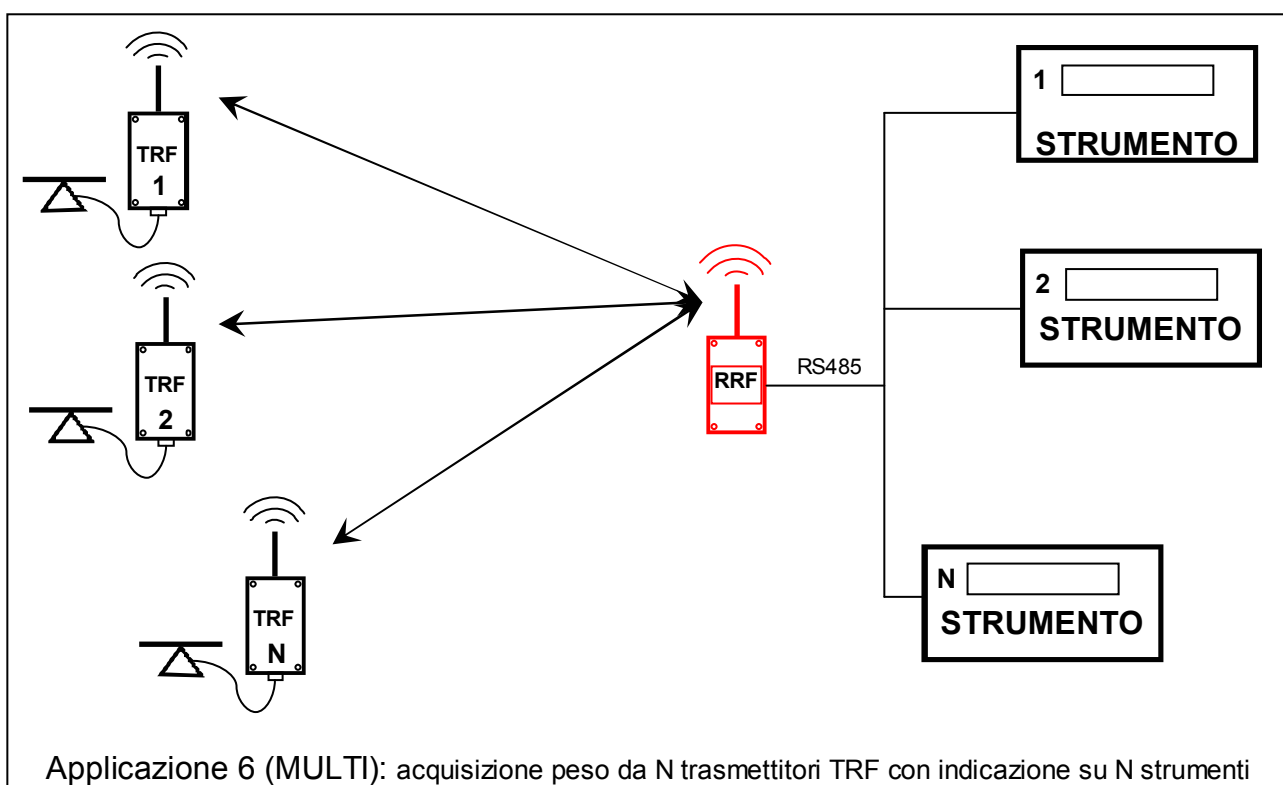 TRF
1
TRF
2
TRF
N
RRF
RS485
1
STRUMENTO
2
STRUMENTO
N
STRUMENTO
Applicazione 6 (MULTI): acquisizione peso da N trasmettitori TRF con indicazione su N strumenti